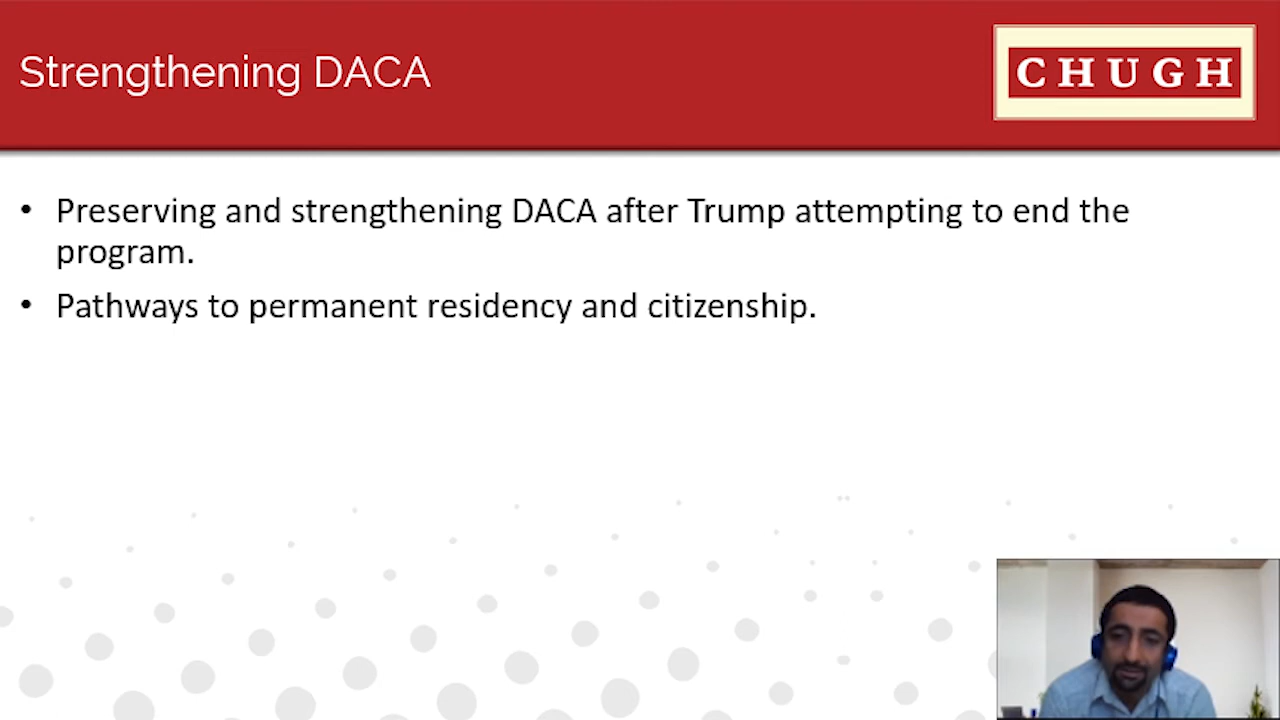 Strengthening DACA
CHUGH
• Preserving and strengthening DACA after Trump attempting to end the
program.
• Pathways to permanent residency and citizenship.